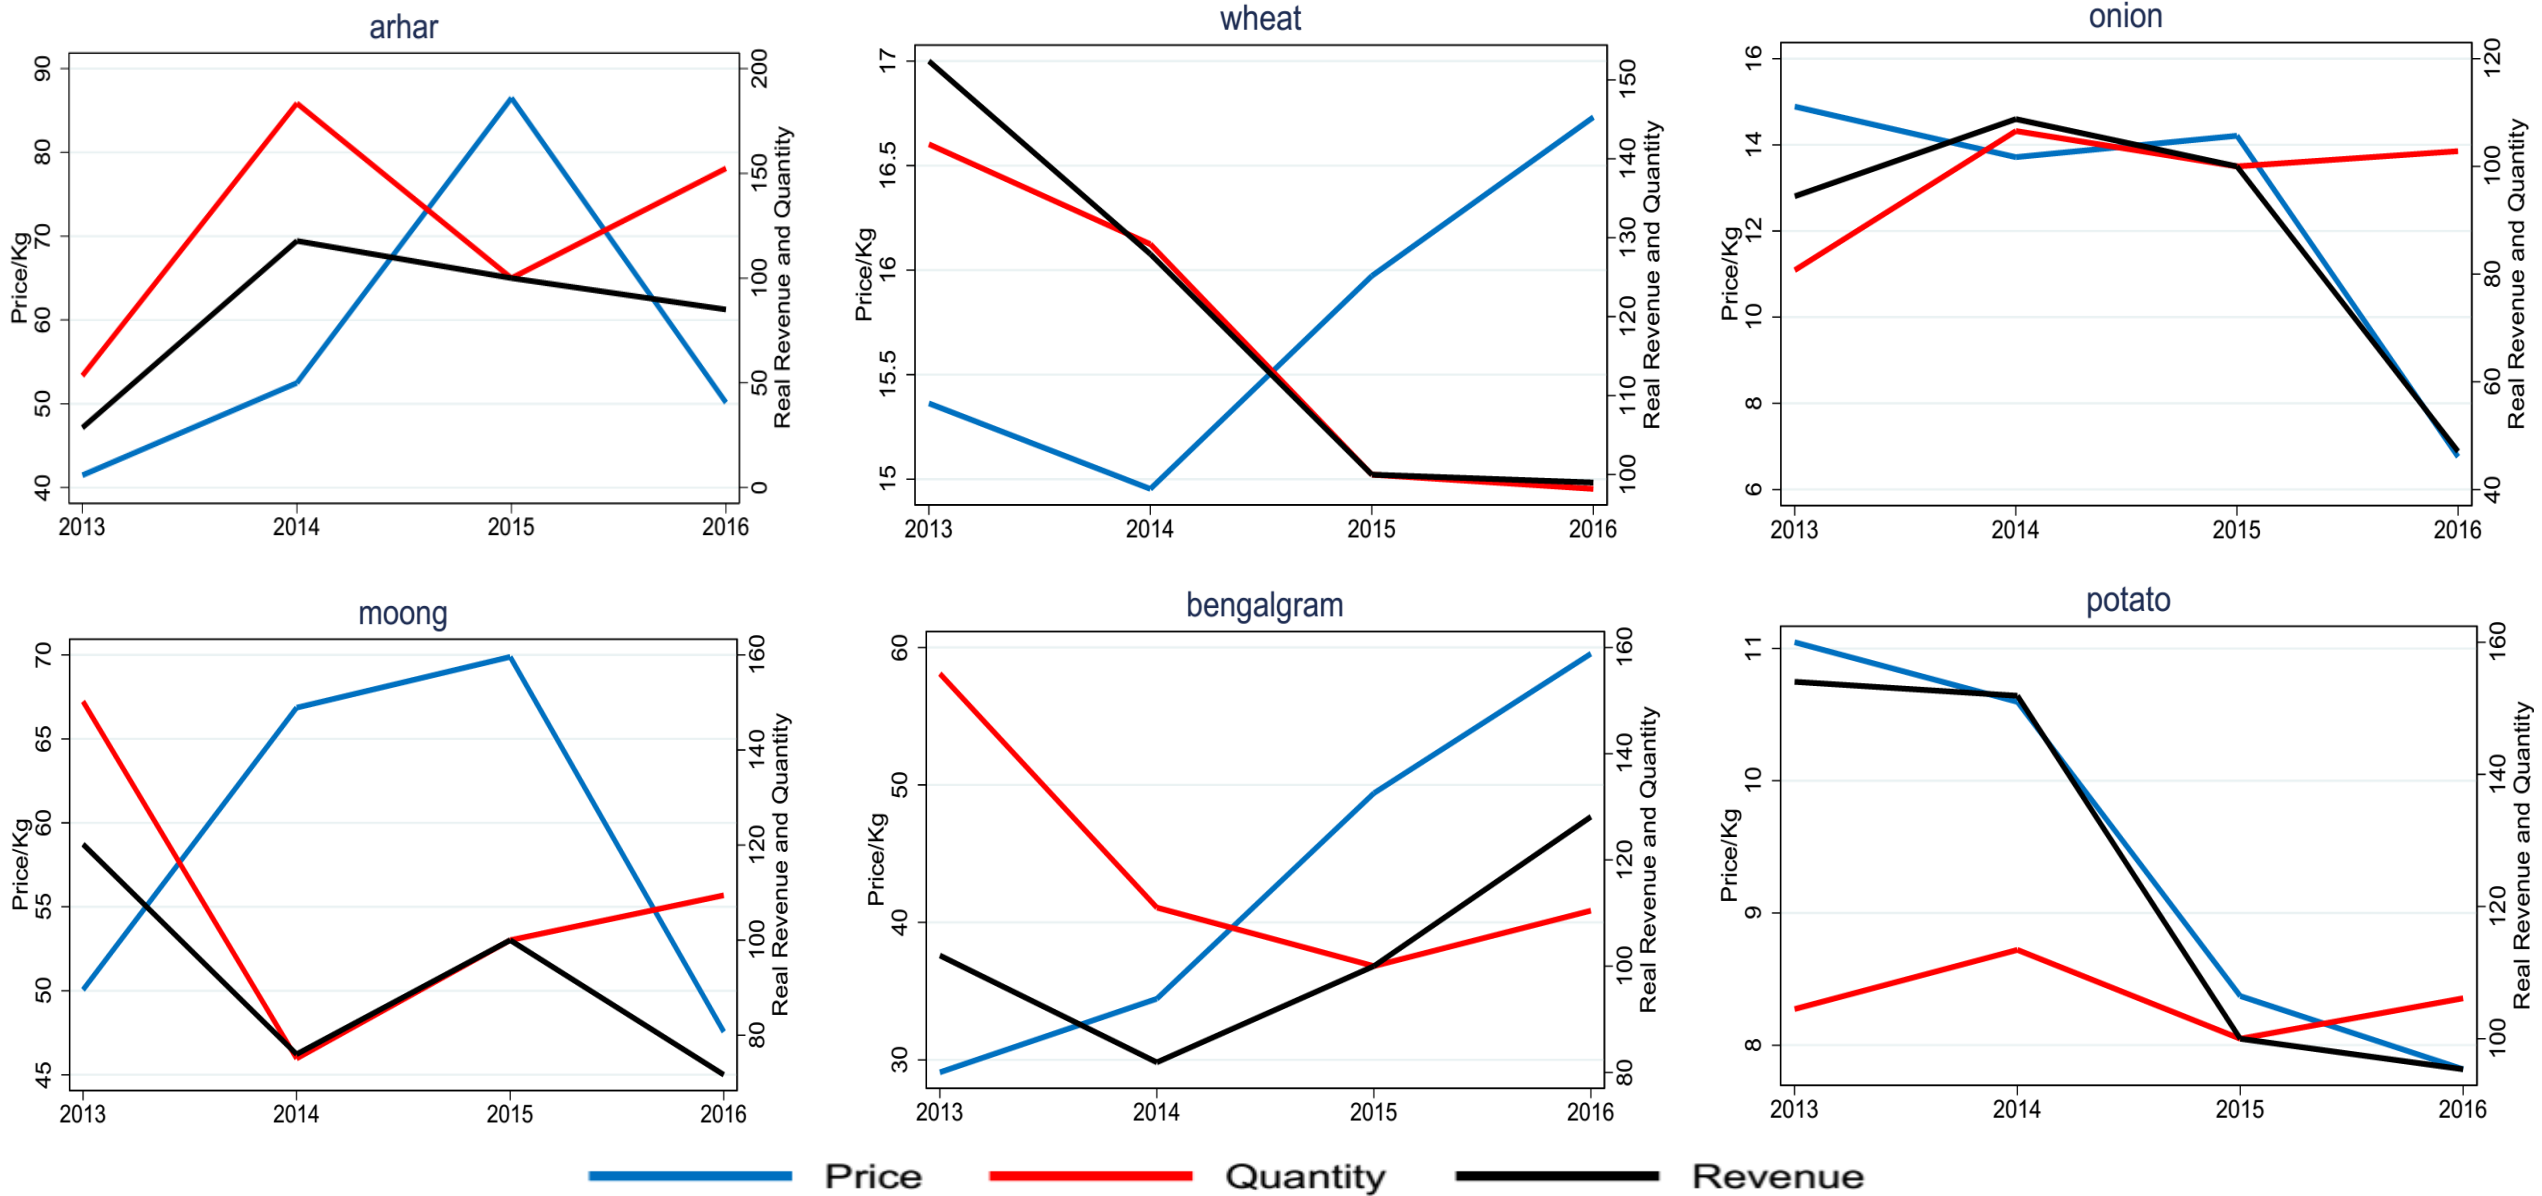 arhar
90
80
70
60
50
40
Price/Kg
200
150
100
50
0
Real Revenue and Quantity
2013 2014 2015 2016
wheat
17
16.5
16
15.5
15
Price/Kg
150
140
130
120
110
100
Real Revenue and Quantity
2013 2014 2015 2016
onion
16
14
12
10
8
6
Price/Kg
120
100
80
60
40
Real Revenue and Quantity
2013 2014 2015 2016
moong
70
65
60
55
50
45
Price/Kg
160
140
120
100
80
Real Revenue and Quantity
2013 2014 2015 2016
bengalgram
60
50
40
30
Price/Kg
160
140
120
100
80
Real Revenue and Quantity
2013 2014 2015 2016
potato
11
10
9
8
Price/Kg
160
140
120
100
Real Revenue and Quantity
2013 2014 2015 2016
Price Quantity Revenue